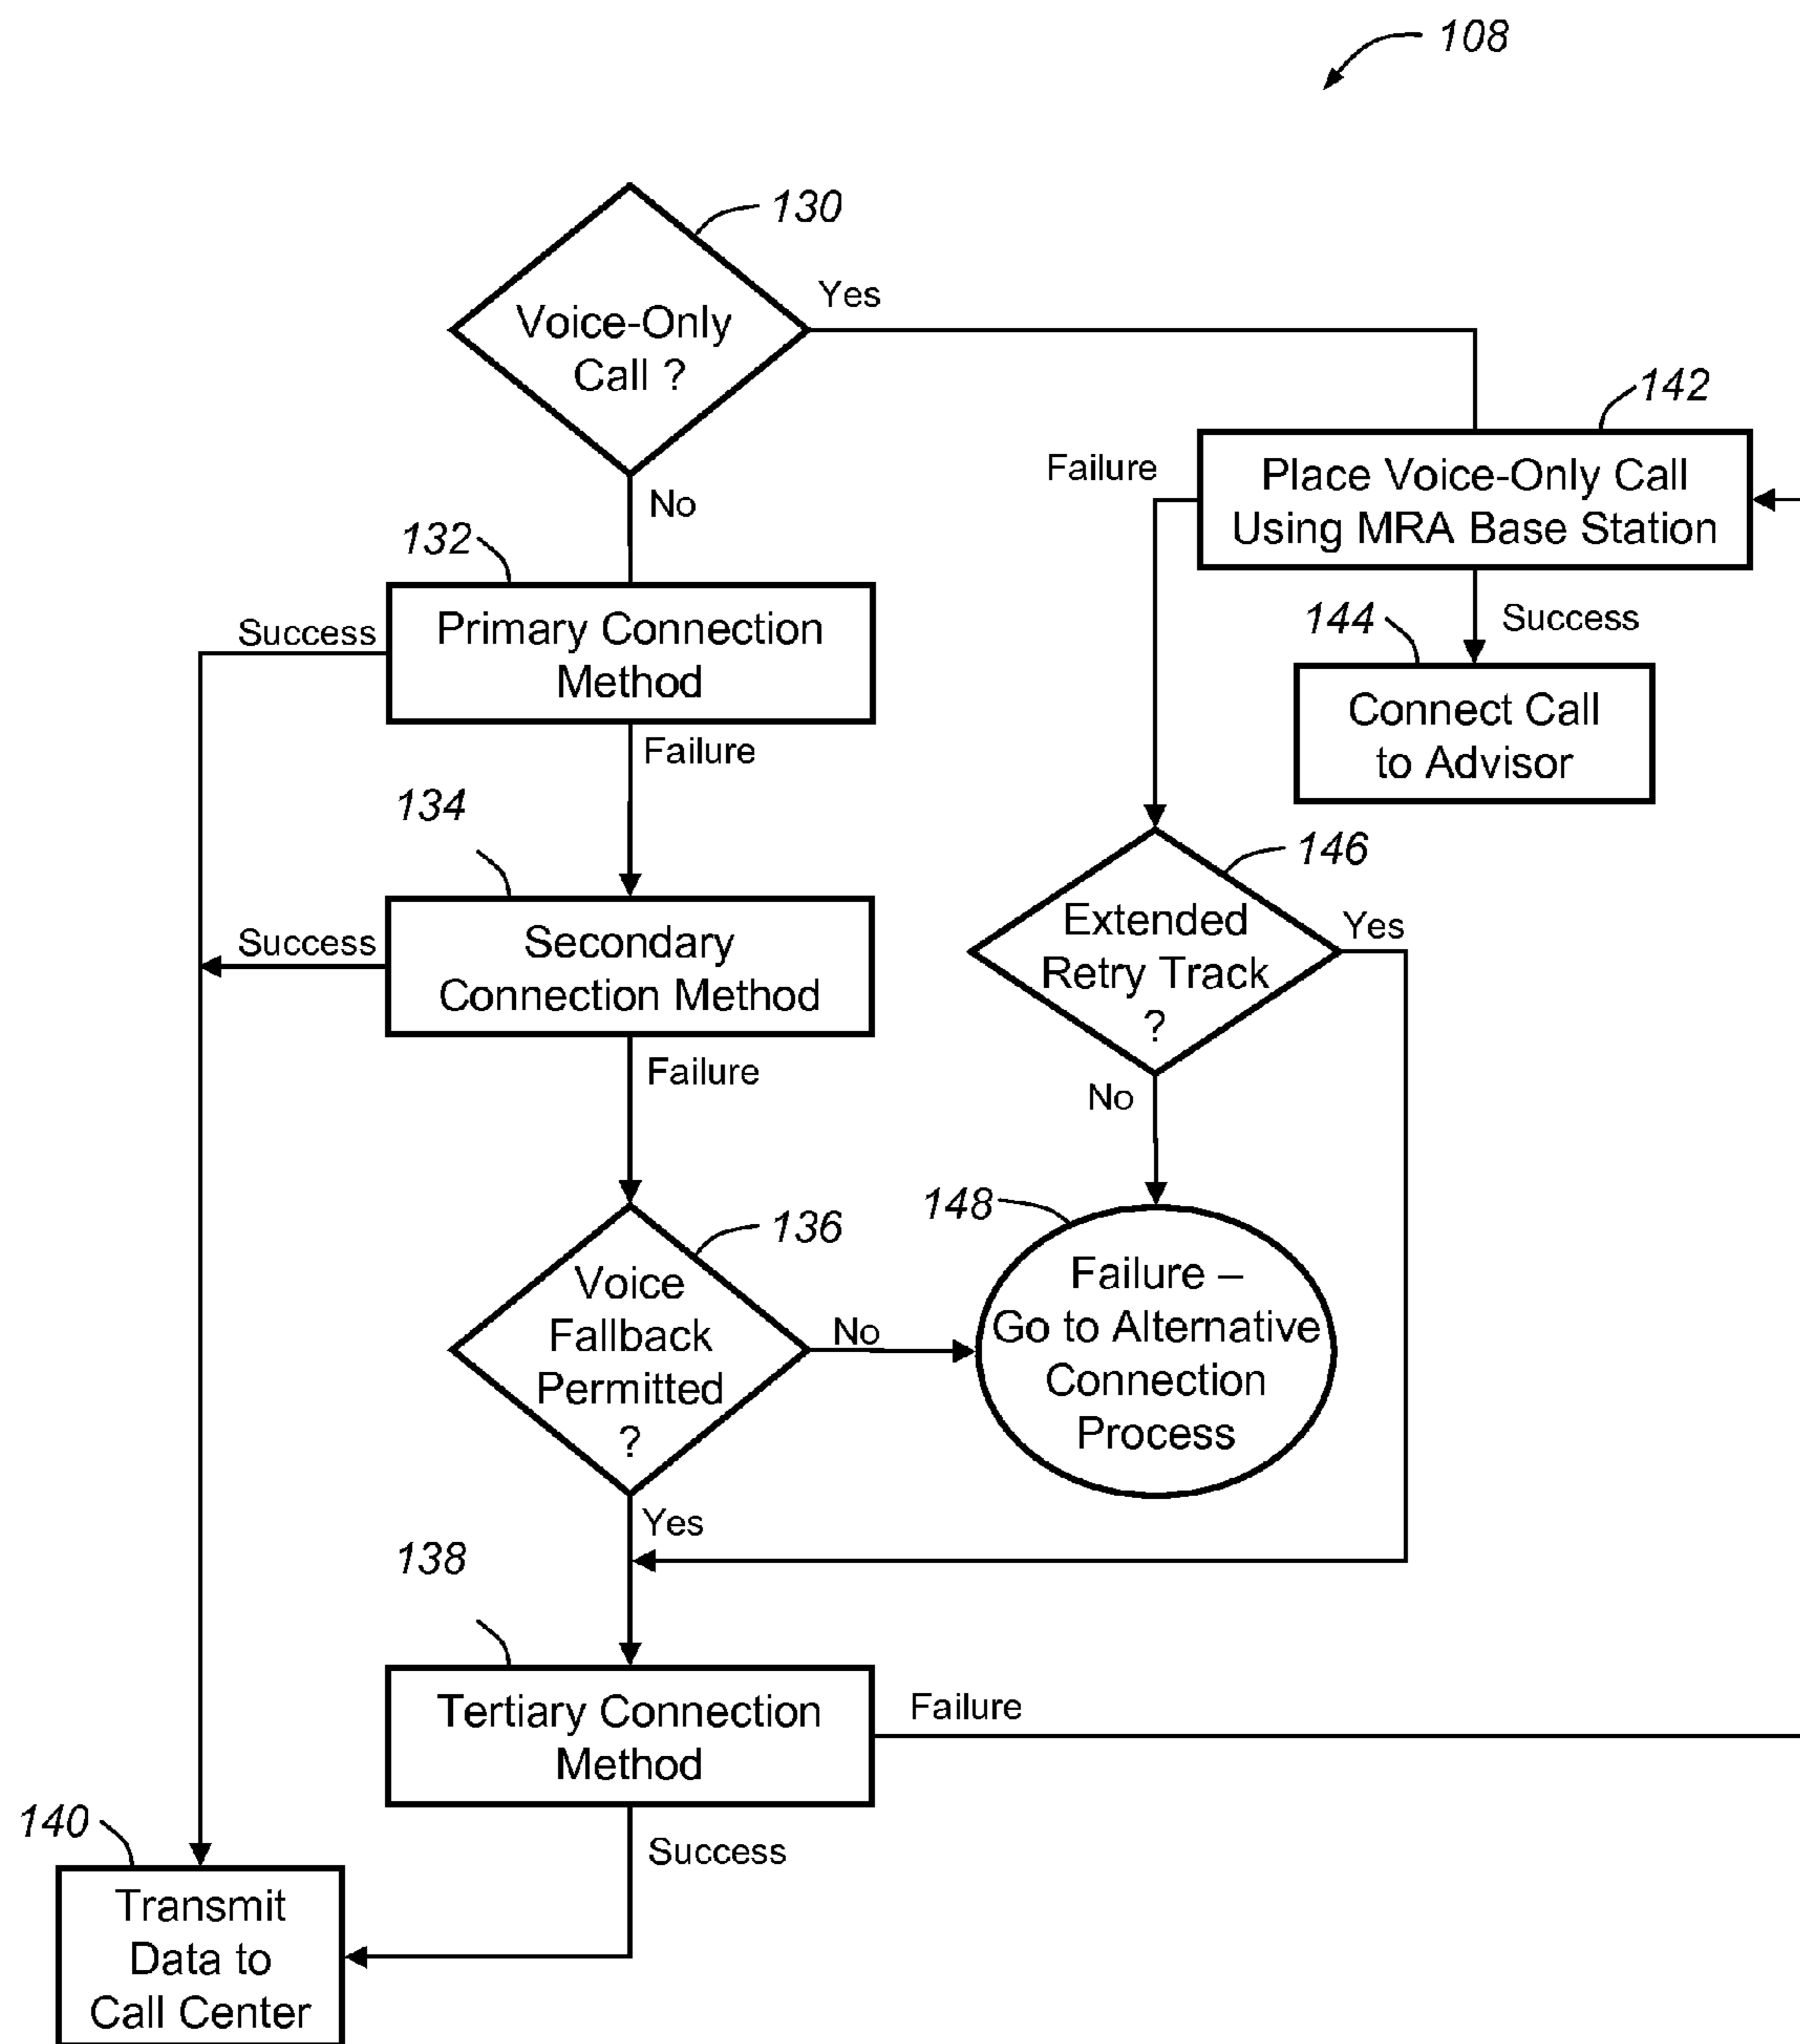 108
130
Voice-Only
Call ?
Yes
No
142
Place Voice-Only Call
Using MRA Base Station
Failure
Success
144
Connect Call
to Advisor
132
Primary Connection
Method
Success
Failure
134
Secondary
Connection Method
Success
Failure
146
Extended
Retry Track
?
Yes
No
136
Voice
Fallback
Permitted
?
No
Yes
148
Failure –
Go to Alternative
Connection
Process
138
Tertiary Connection
Method
Failure
Success
140
Transmit
Data to
Call Center